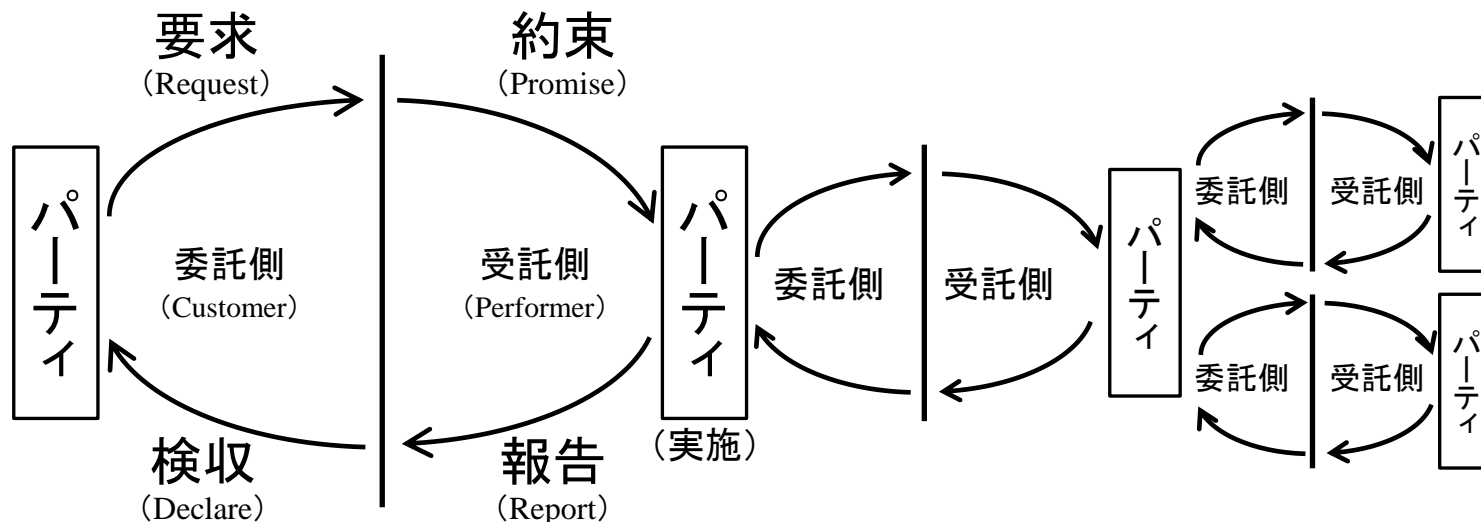 要求
（Request）
約束
（Promise）
パーティ
委託側
（Customer）
受託側
（Performer）
パーティ
（実施）
検収
（Declare）
報告
（Report）
委託側
受託側
パーティ
委託側
受託側
パーティ
委託側
受託側
パーティ